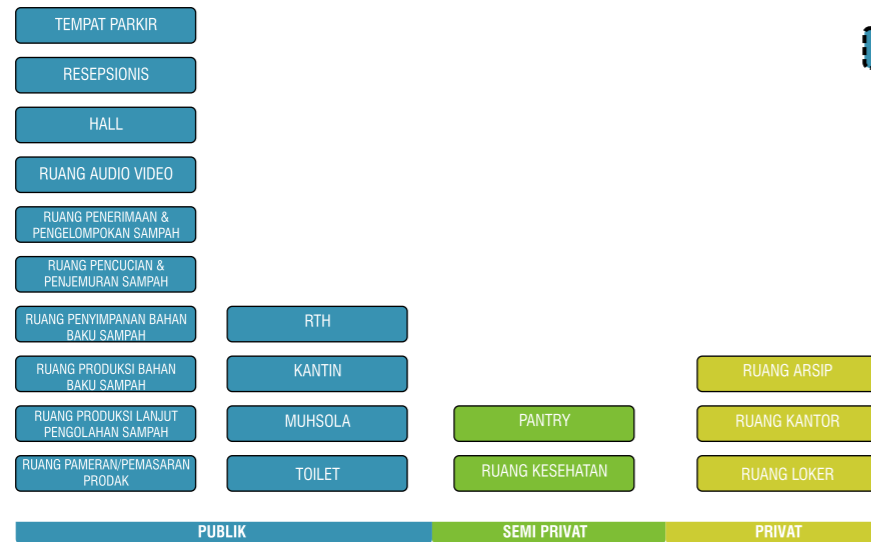 TEMPAT PARKIR
RESEPSIONIS
HALL
RUANG AUDIO VIDEO
RUANG PENERIMAAN &
PENGELOMPOKAN SAMPAH
RUANG PENCUCIAN &
PENJEMURAN SAMPAH
RUANG PENYIMPANAN BAHAN
BAKU SAMPAH
RUANG PRODUKSI BAHAN
BAKU SAMPAH
RUANG PRODUKSI LANJUT
PENGOLAHAN SAMPAH
RUANG PAMERAN/PEMASARAN
PRODAK
RTH
KANTIN
MUHSOLA
TOILET
PANTRY
RUANG KESEHATAN
RUANG ARSIP
RUANG KANTOR
RUANG LOKER
PUBLIK
SEMI PRIVAT
PRIVAT